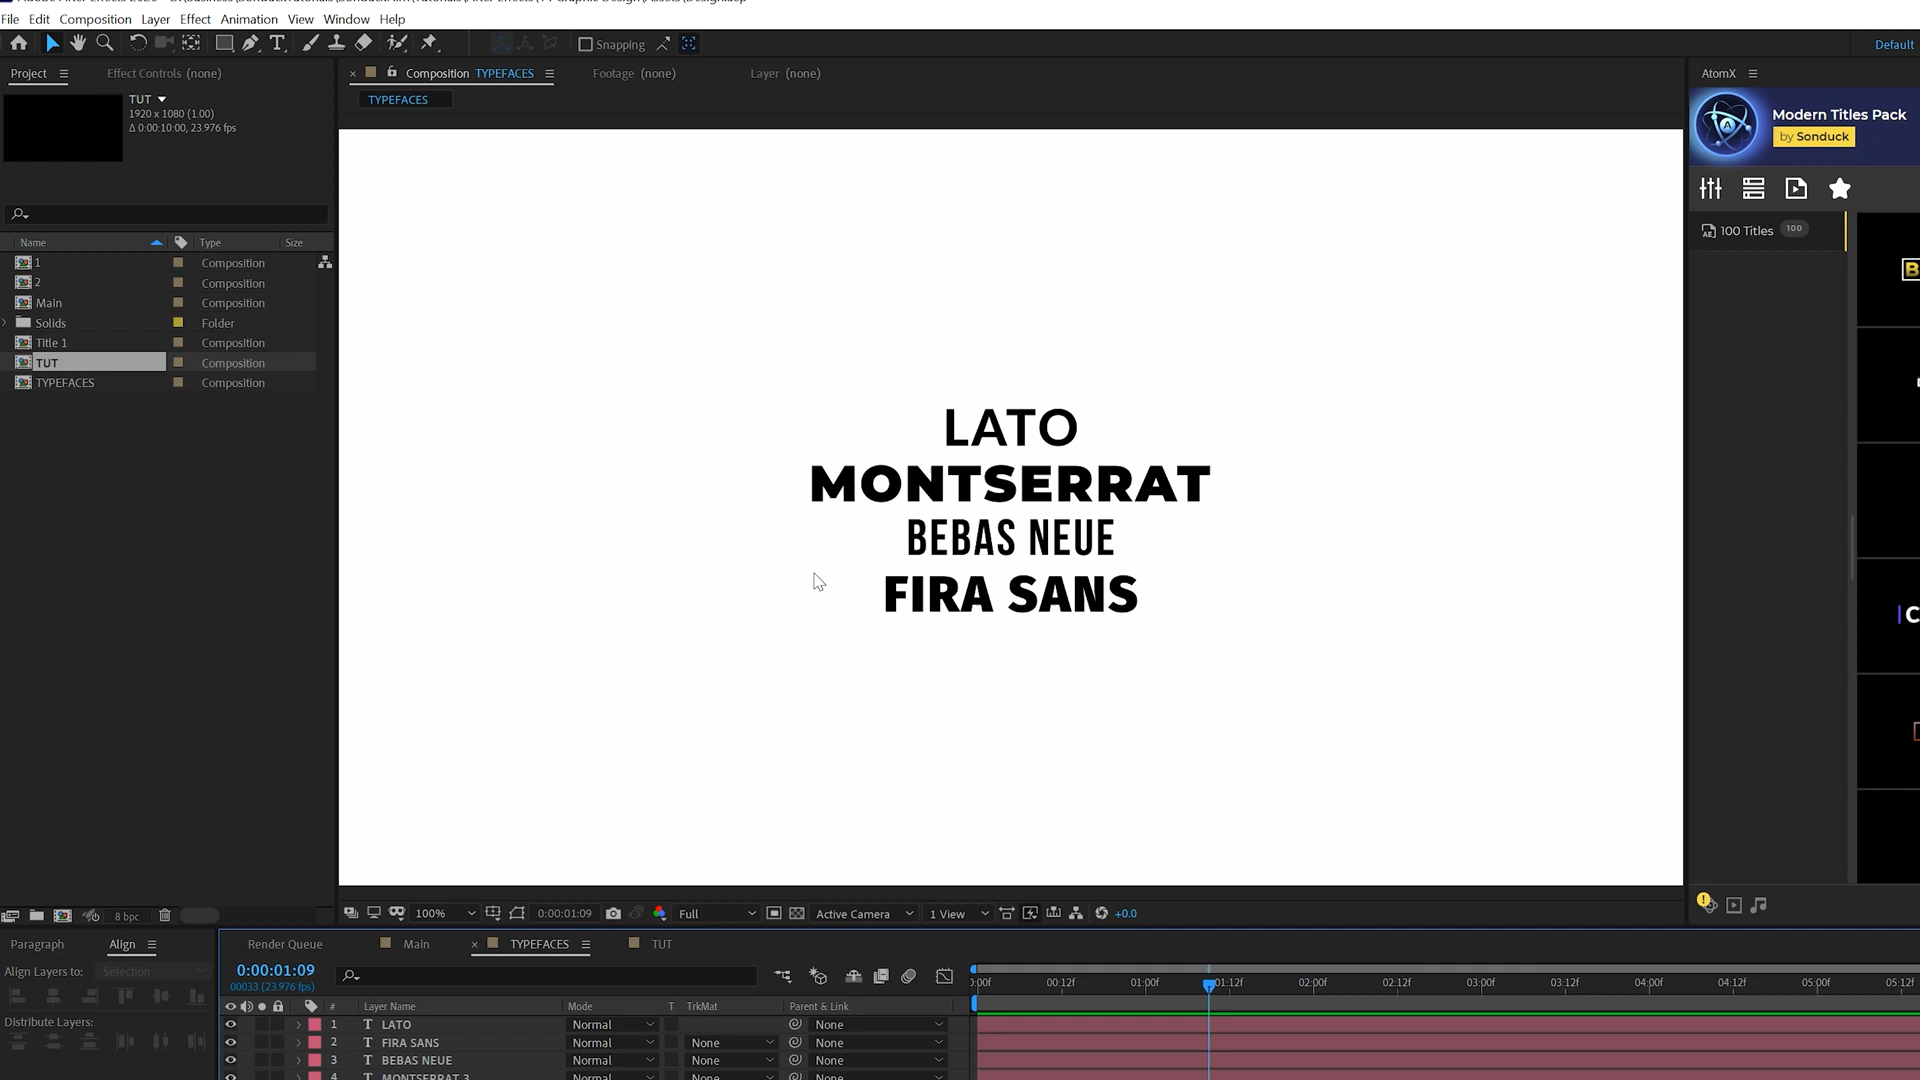 File Edit Composition Layer Effect Animation View Window Help
Snapping
Default
Project Effect Controls (none)
Composition TYPEFACES Footage (none) Layer (none)
AtomX
TYPEFACES
TUT
1920 x 1080 (1.00)
Δ 0:00:10:00, 23.976 fps
Modern Titles Pack
by Sonduck
100 Titles 100
Name Type Size
1 Composition
2 Composition
Main Composition
Solids Folder
Title 1 Composition
TUT Composition
TYPEFACES Composition
LATO
MONTSERRAT
BEBAS NEUE
FIRA SANS
8 bpc
100% 0:00:01:09 Full Active Camera 1 View +0.0
Paragraph Align
Render Queue Main TYPEFACES TUT
Align Layers to: Selection
Distribute Layers:
0:00:01:09
00033 (23.976 fps)
00:12f 01:00f 01:12f 02:00f 02:12f 03:00f 03:12f 04:00f 04:12f 05:00f 05:12f
# Layer Name Mode T TrkMat Parent & Link
1 T LATO Normal None
2 T FIRA SANS Normal None None
3 T BEBAS NEUE Normal None None
4 T MONTSERRAT 3 Normal None None